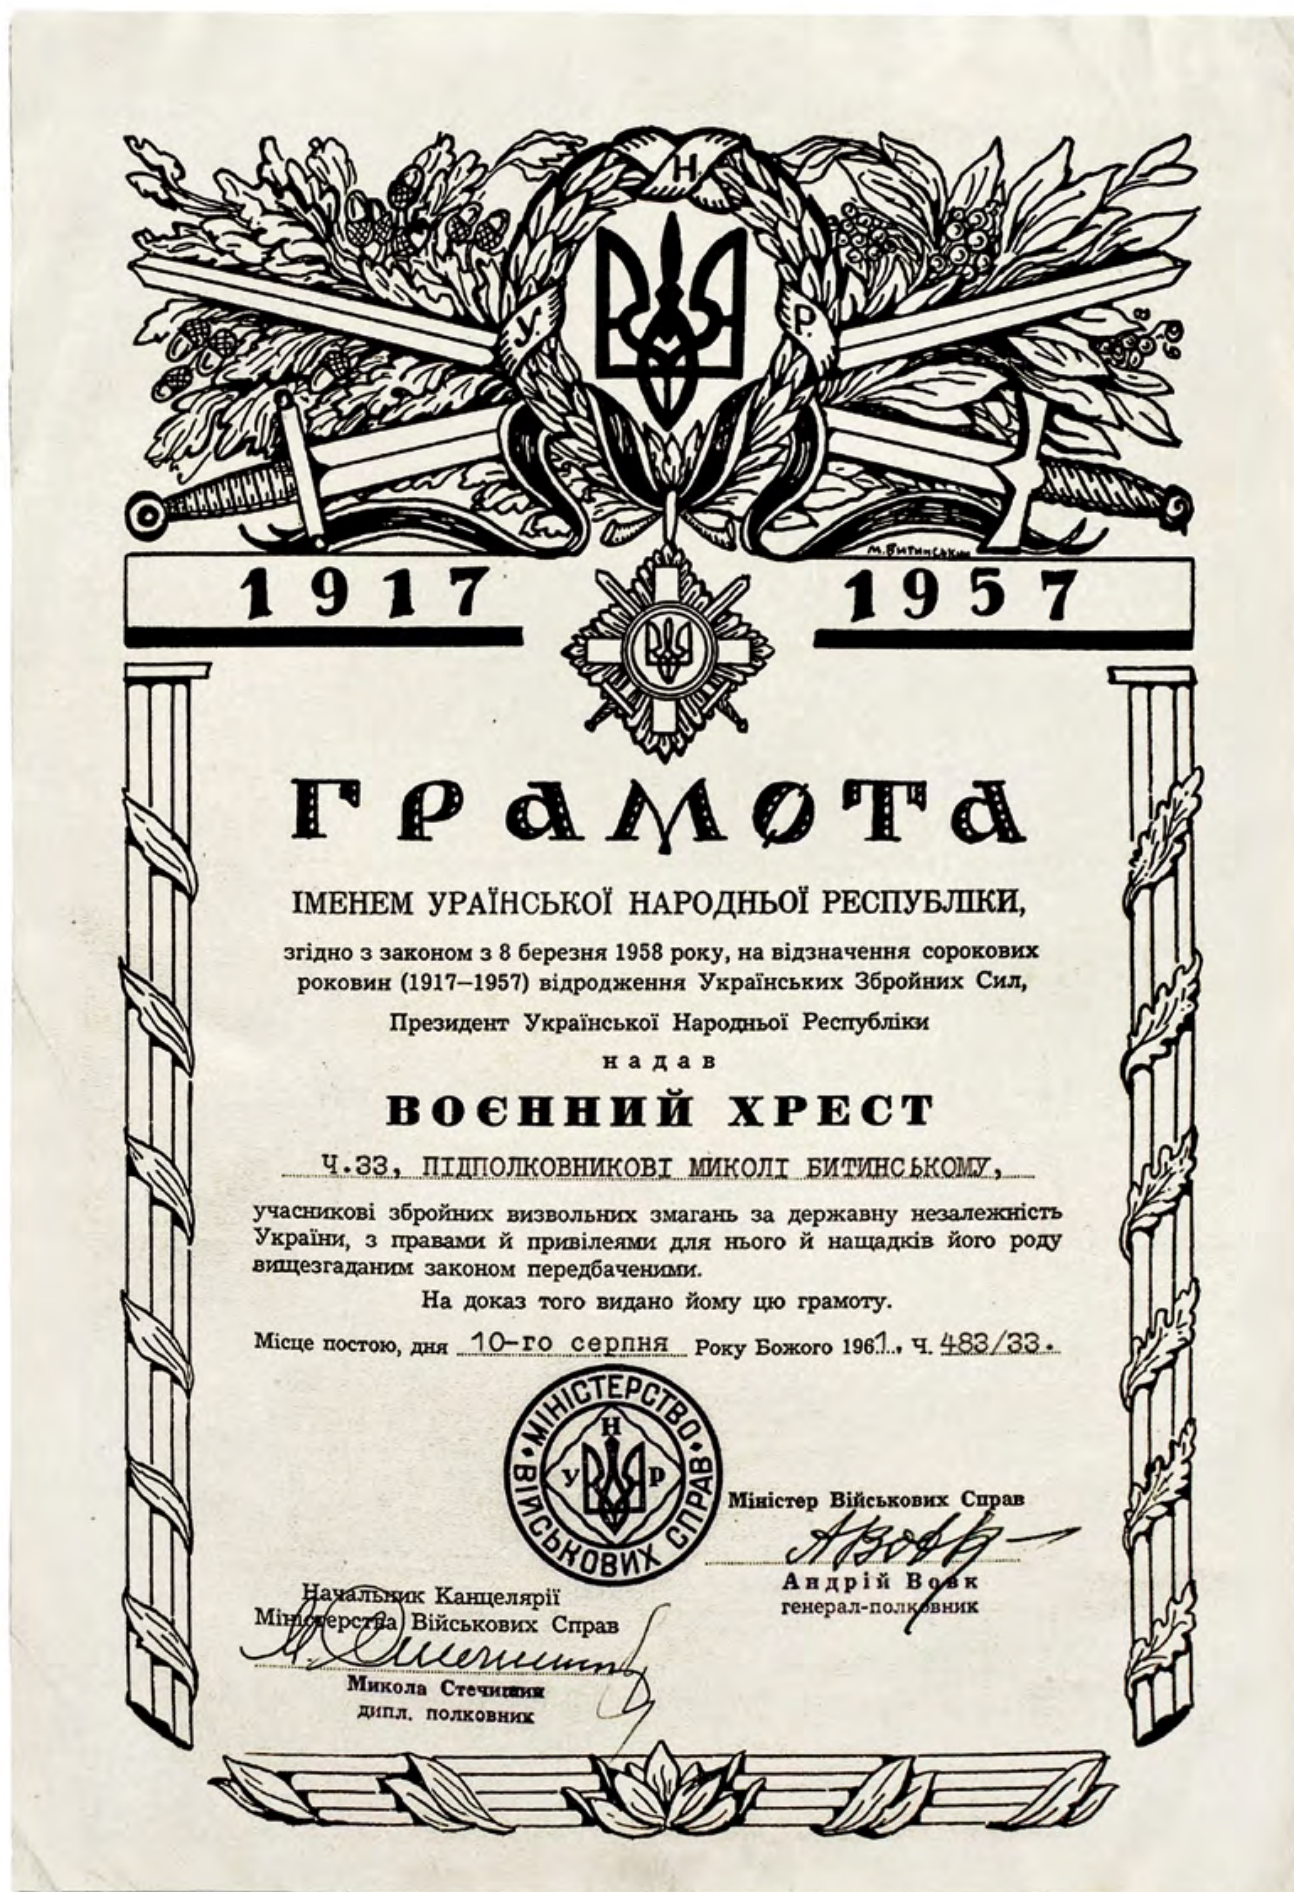 Н
У. Р.
М. Битинський
1917 1957
ГРАМОТА
ІМЕНЕМ УРАЇНСЬКОЇ НАРОДНЬОЇ РЕСПУБЛІКИ,
згідно з законом з 8 березня 1958 року, на відзначення сорокових
роковин (1917—1957) відродження Українських Збройних Сил,
Президент Української Народньої Республіки
надав
ВОЄННИЙ ХРЕСТ
Ч.33, ПІДПОЛКОВНИКОВІ МИКОЛІ БИТИНСЬКОМУ,
учасникові збройних визвольних змагань за державну незалежність
України, з правами й привілеями для нього й нащадків його роду
вищезгаданим законом передбаченими.
На доказ того видано йому цю грамоту.
Місце постою, дня 10-го серпня Року Божого 1961., Ч. 483/33.
МІНІСТЕРСТВО
Н
У Р
ВІЙСЬКОВИХ СПРАВ
Міністер Військових Справ
А Вовк
Андрій Вовк
генерал-полковник
Начальник Канцелярії
Міністерства Військових Справ
Микола Стечишин
дипл. полковник